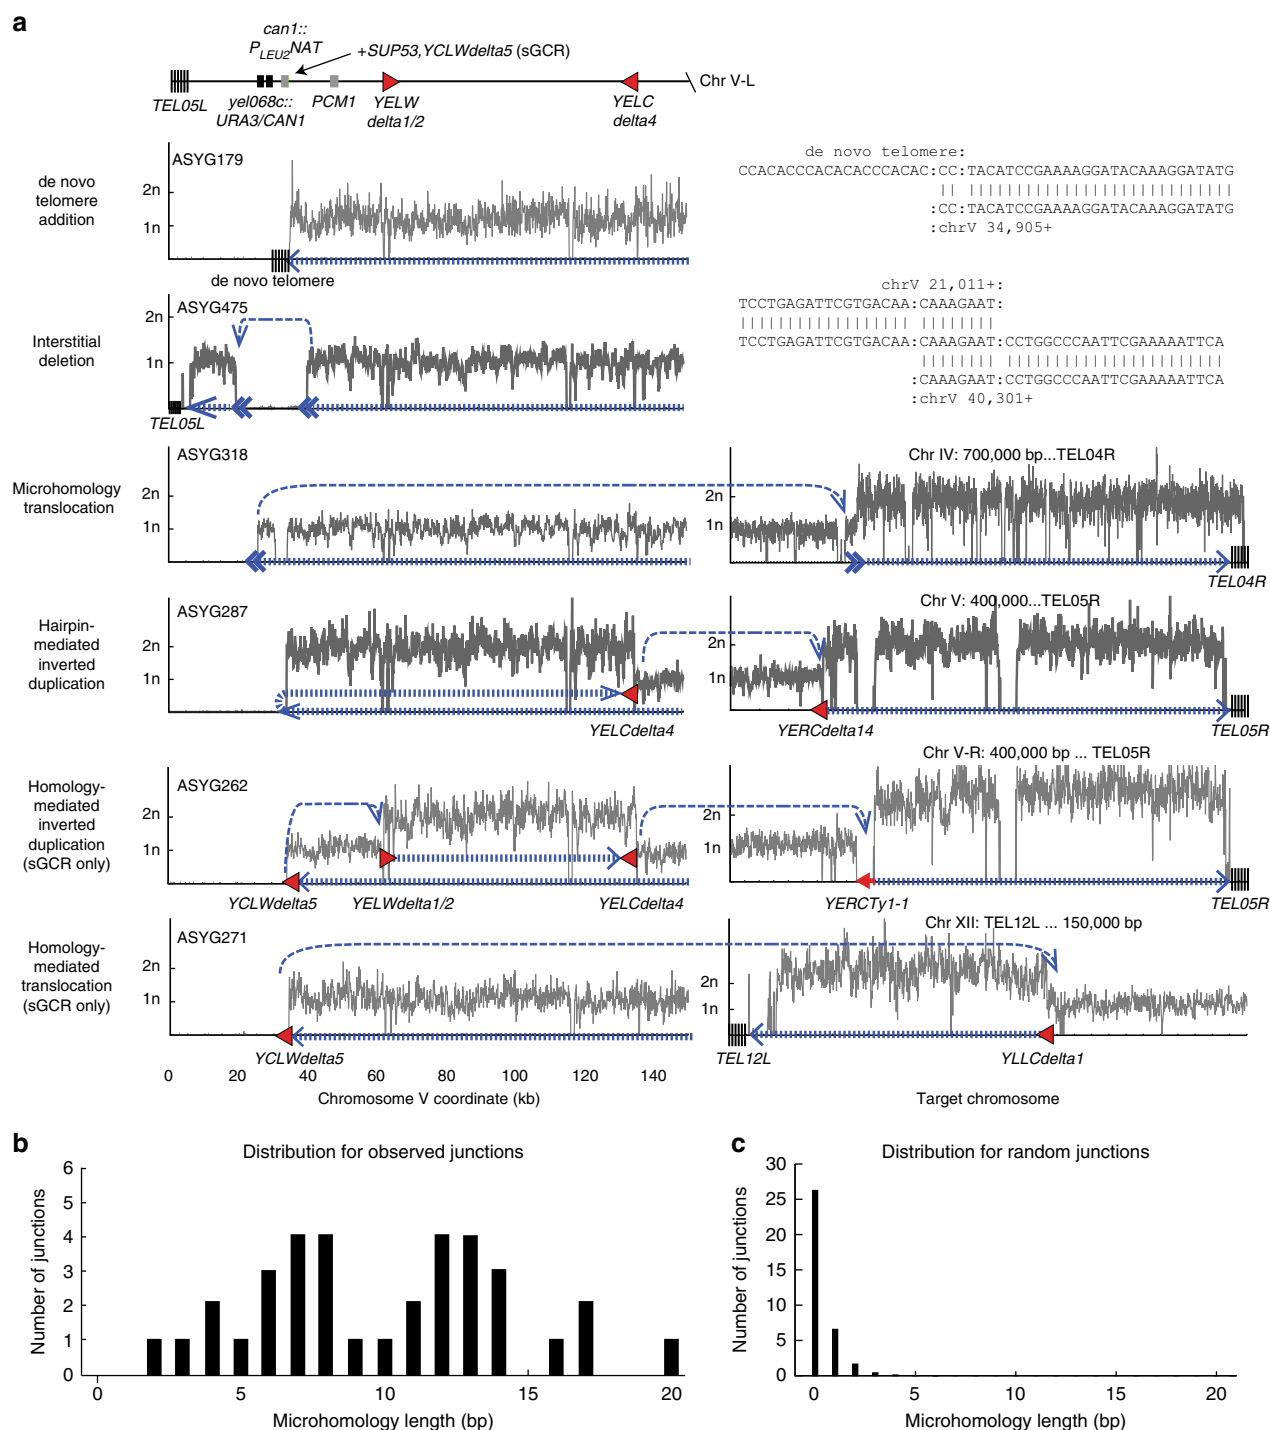 a
can1::
PLEU2NAT
+SUP53,YCLWdelta5 (sGCR)
Chr V-L
TEL05L
yel068c::
URA3/CAN1
PCM1
YELW
delta1/2
YELC
delta4
de novo
telomere
addition
ASYG179
2n
1n
de novo telomere
de novo telomere:
CCACACCCACACACCCACAC:CC:TACATCCGAAAAGGATACAAAGGATATG
:CC:TACATCCGAAAAGGATACAAAGGATATG
:chrV 34,905+
Interstitial
deletion
ASYG475
2n
1n
TEL05L
chrV 21,011+:
TCCTGAGATTCGTGACAA:CAAAGAAT:
TCCTGAGATTCGTGACAA:CAAAGAAT:CCTGGCCCAATTCGAAAAATTCA
:CAAAGAAT:CCTGGCCCAATTCGAAAAATTCA
:chrV 40,301+
Microhomology
translocation
ASYG318
2n
1n
Chr IV: 700,000 bp...TEL04R
2n
1n
TEL04R
Hairpin-
mediated
inverted
duplication
ASYG287
2n
1n
YELCdelta4
Chr V: 400,000...TEL05R
2n
1n
YERCdelta14
TEL05R
Homology-
mediated
inverted
duplication
(sGCR only)
ASYG262
2n
1n
YCLWdelta5
YELWdelta1/2
YELCdelta4
Chr V-R: 400,000 bp ... TEL05R
2n
1n
YERCTy1-1
TEL05R
Homology-
mediated
translocation
(sGCR only)
ASYG271
2n
1n
YCLWdelta5
Chr XII: TEL12L ... 150,000 bp
2n
1n
TEL12L
YLLCdelta1
0 20 40 60 80 100 120 140
Chromosome V coordinate (kb)
Target chromosome
b
Distribution for observed junctions
Number of junctions
6
5
4
3
2
1
0
0 5 10 15 20
Microhomology length (bp)
c
Distribution for random junctions
Number of junctions
30
25
20
15
10
5
0
0 5 10 15 20
Microhomology length (bp)